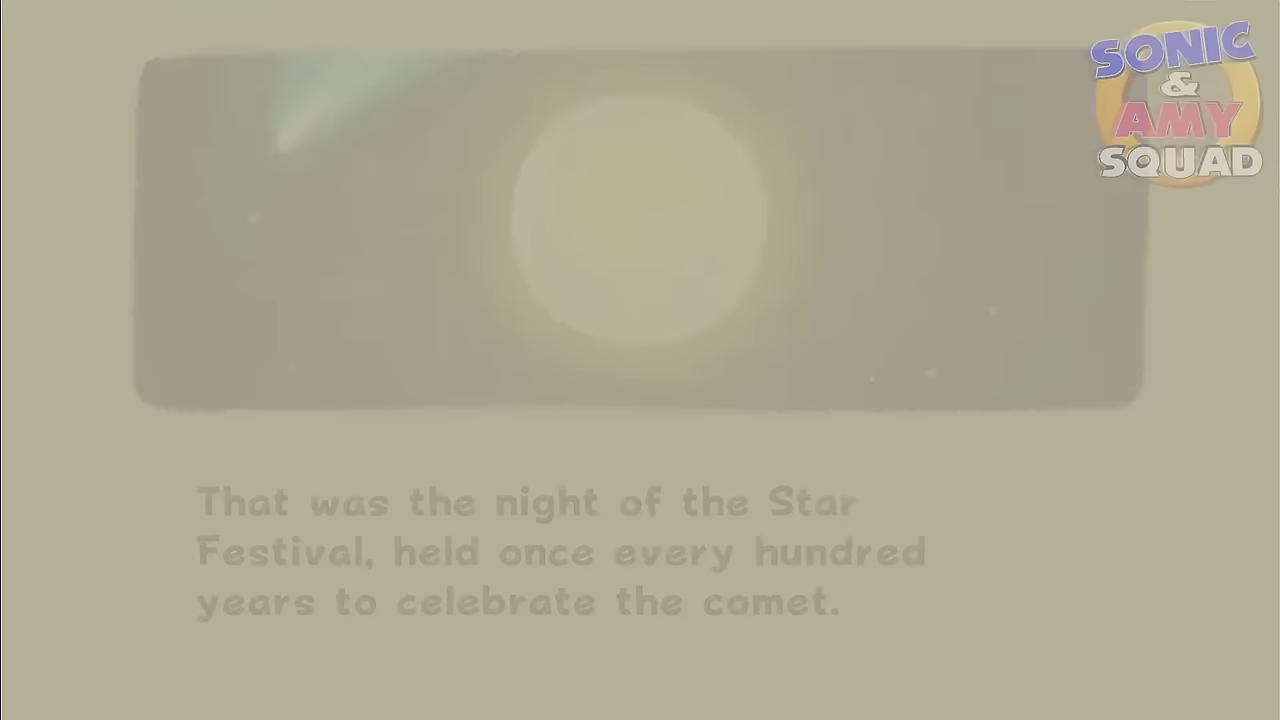 SONIC
&
AMY
SQUAD
That was the night of the Star
Festival, held once every hundred
years to celebrate the comet.